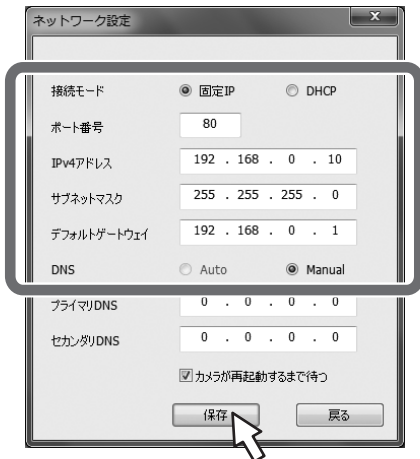 ネットワーク設定
接続モード 固定IP DHCP
ポート番号 80
IPv4アドレス 192 . 168 . 0 . 10
サブネットマスク 255 . 255 . 255 . 0
デフォルトゲートウェイ 192 . 168 . 0 . 1
DNS Auto Manual
プライマリDNS 0 . 0 . 0 . 0
セカンダリDNS 0 . 0 . 0 . 0
カメラが再起動するまで待つ
保存 戻る